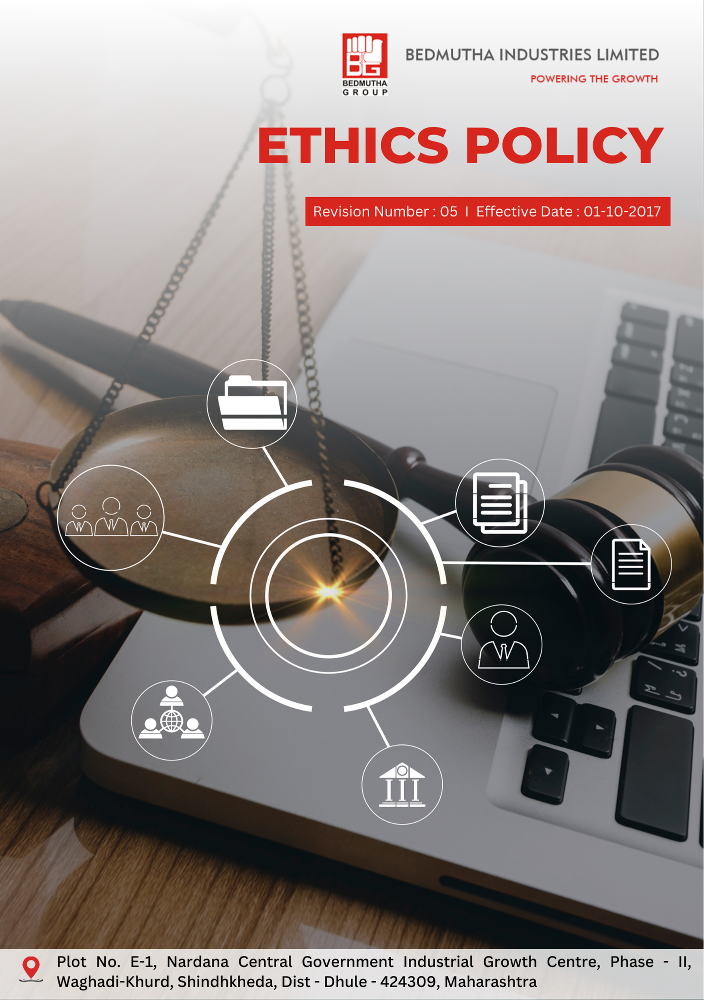 BG
BEDMUTHA
GROUP
BEDMUTHA INDUSTRIES LIMITED
POWERING THE GROWTH
ETHICS POLICY
Revision Number : 05 I Effective Date : 01-10-2017
Plot No. E-1, Nardana Central Government Industrial Growth Centre, Phase - II,
Waghadi-Khurd, Shindhkheda, Dist - Dhule - 424309, Maharashtra